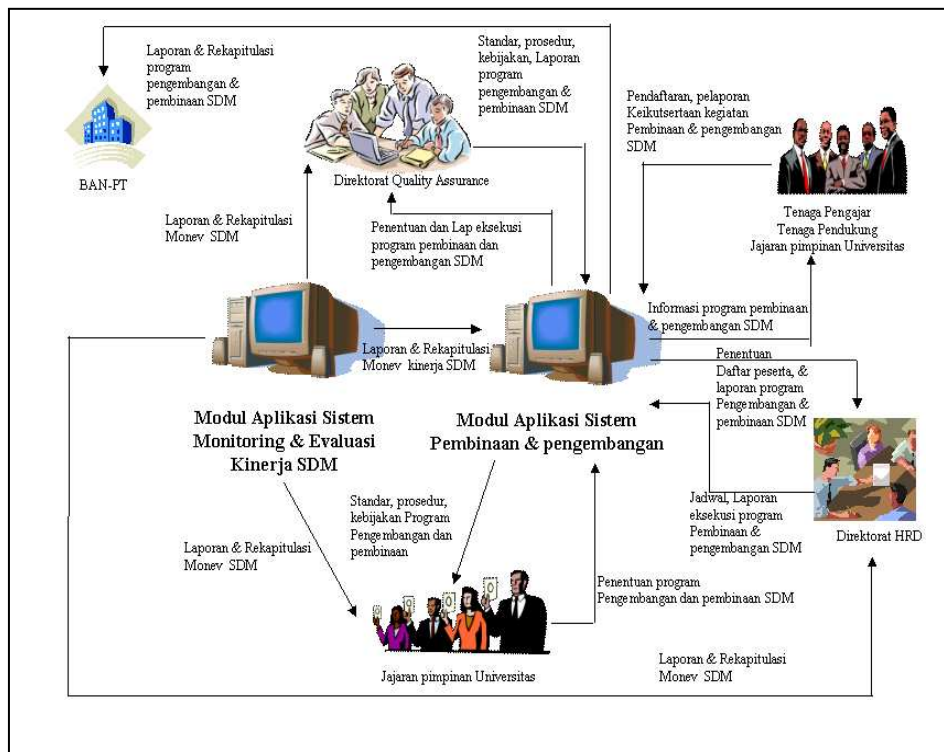 Laporan & Rekapitulasi
program
pengembangan &
pembinaan SDM
BAN-PT
Standar, prosedur,
kebijakan, Laporan
program
pengembangan &
pembinaan SDM
Direktorat Quality Assurance
Pendaftaran, pelaporan
Keikutsertaan kegiatan
Pembinaan & pengembangan
SDM
Tenaga Pengajar
Tenaga Pendukung
Jajaran pimpinan Universitas
Laporan & Rekapitulasi
Monev SDM
Penentuan dan Lap eksekusi
program pembinaan dan
pengembangan SDM
Informasi program pembinaan
& pengembangan SDM
Laporan & Rekapitulasi
Monev kinerja SDM
Penentuan
Daftar peserta, &
laporan program
Pengembangan &
pembinaan SDM
Modul Aplikasi Sistem
Monitoring & Evaluasi
Kinerja SDM
Modul Aplikasi Sistem
Pembinaan & pengembangan
Jadwal, Laporan
eksekusi program
Pembinaan &
pengembangan SDM
Direktorat HRD
Standar, prosedur,
kebijakan Program
Pengembangan dan
pembinaan
Laporan & Rekapitulasi
Monev SDM
Penentuan program
Pengembangan dan pembinaan SDM
Jajaran pimpinan Universitas
Laporan & Rekapitulasi
Monev SDM